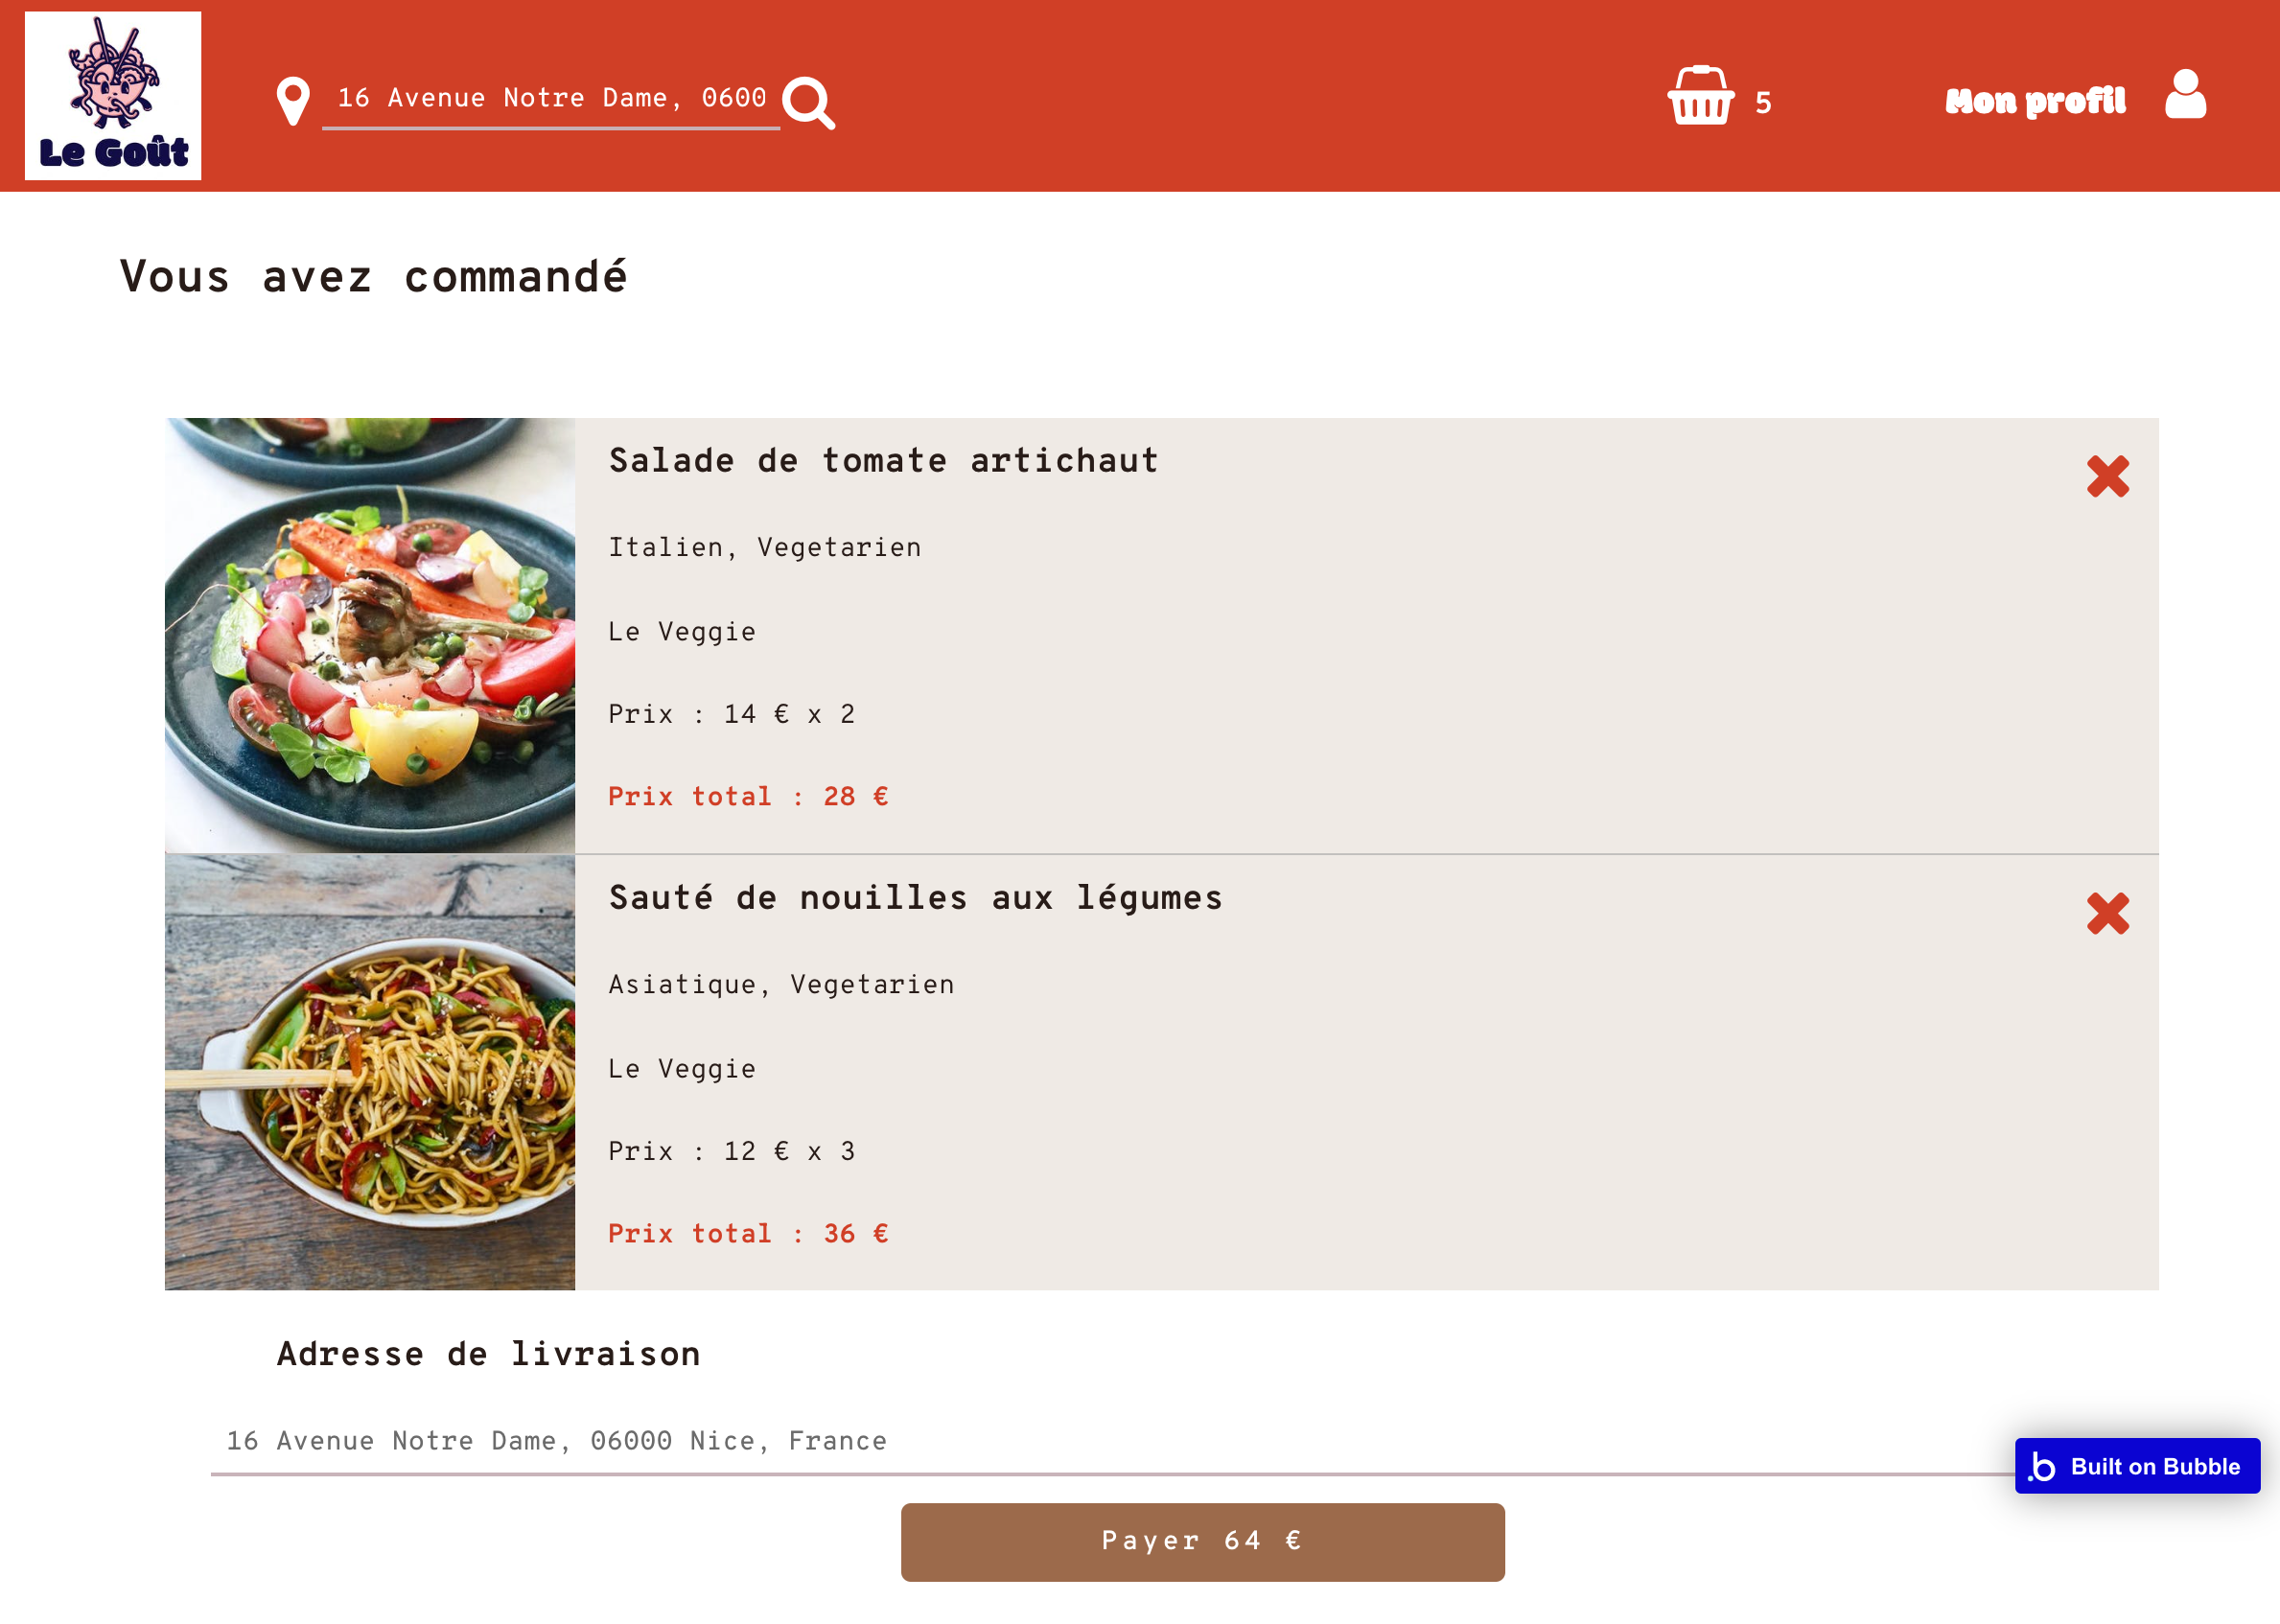 Le Goût
16 Avenue Notre Dame, 0600
5
Mon profil
Vous avez commandé
Salade de tomate artichaut
Italien, Vegetarien
Le Veggie
Prix : 14 € x 2
Prix total : 28 €
Sauté de nouilles aux légumes
Asiatique, Vegetarien
Le Veggie
Prix : 12 € x 3
Prix total : 36 €
Adresse de livraison
16 Avenue Notre Dame, 06000 Nice, France
Built on Bubble
Payer 64 €